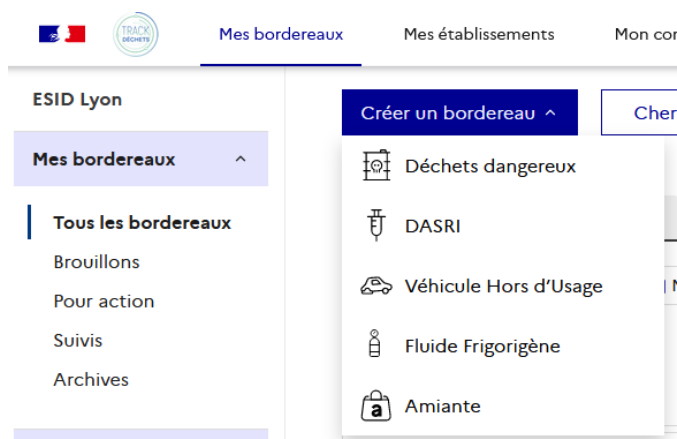 TRACK
DÉCHETS
Mes bordereaux
Mes établissements
Mon con
ESID Lyon
Mes bordereaux
Tous les bordereaux
Brouillons
Pour action
Suivis
Archives
Créer un bordereau
Cher
Déchets dangereux
DASRI
Véhicule Hors d’Usage
Fluide Frigorigène
a
Amiante